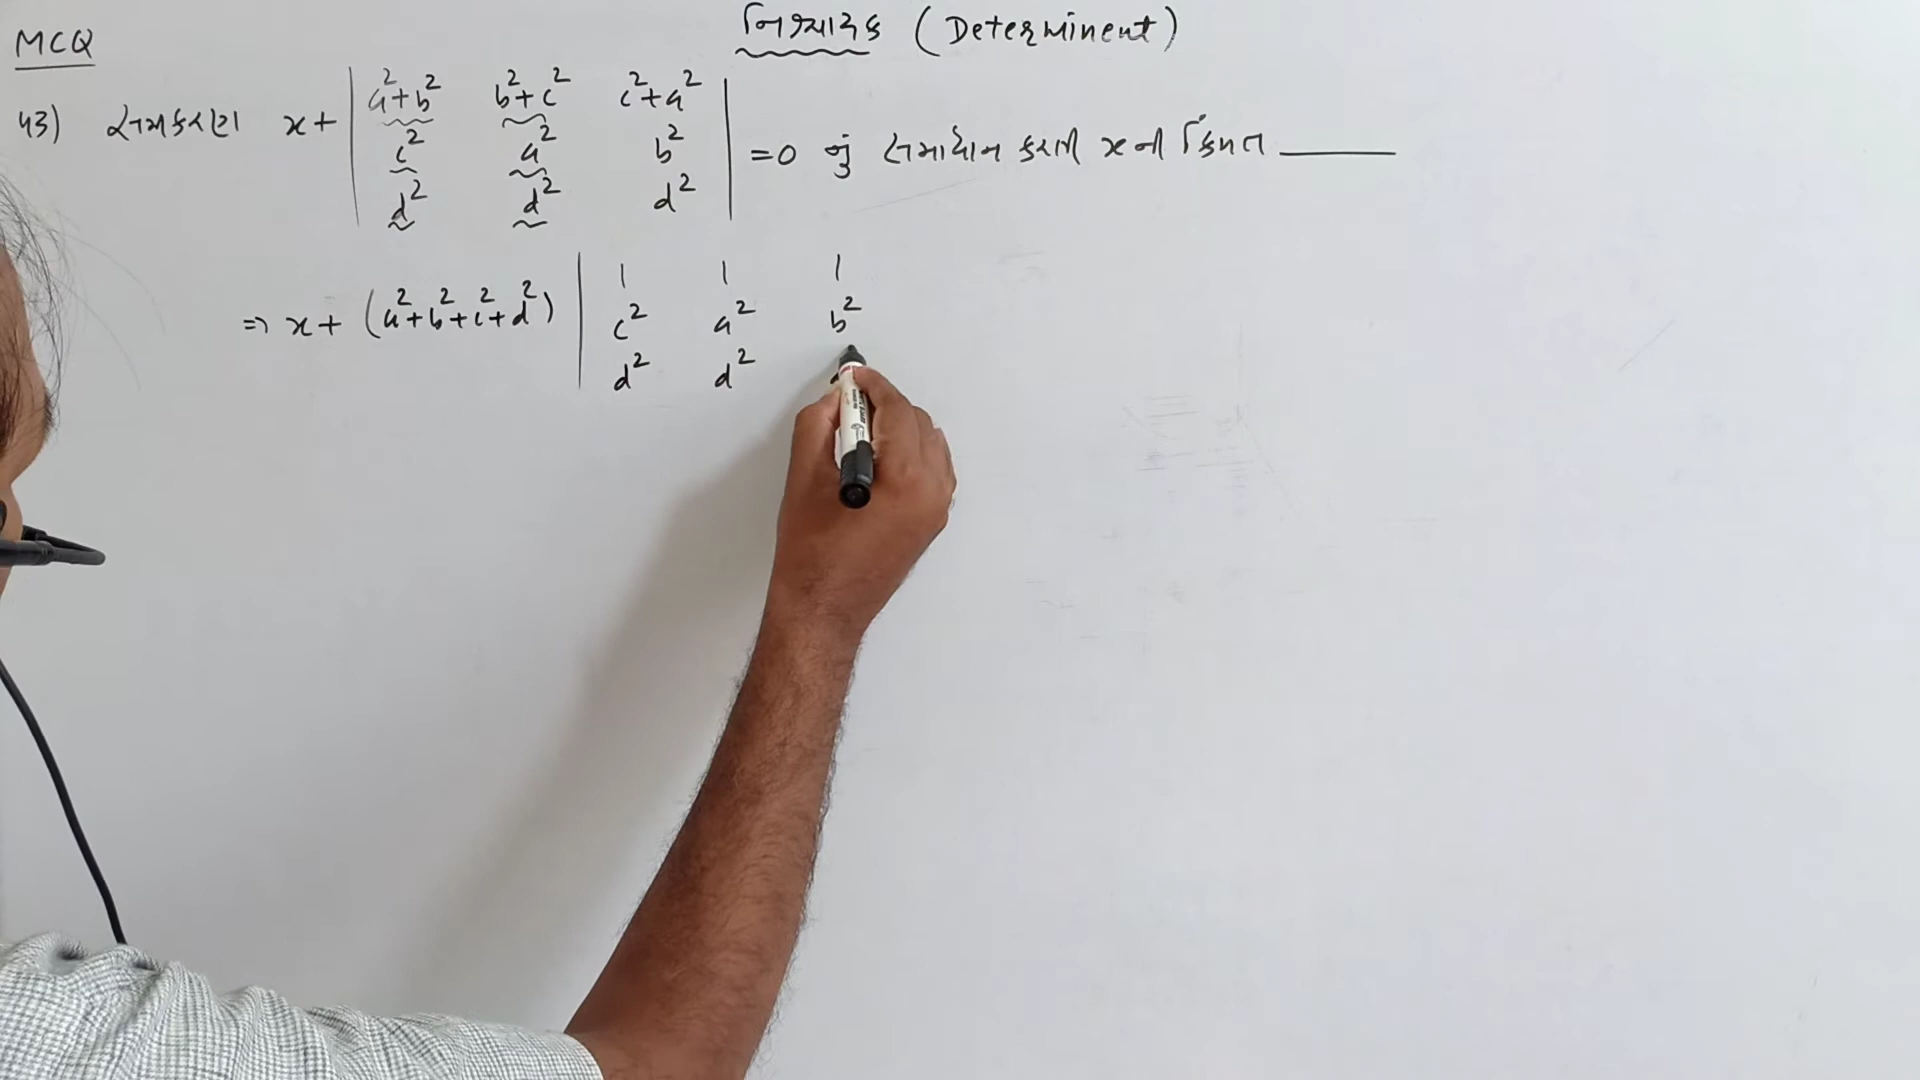 નિશ્ચાયક (Determinent)
MCQ
43) સમીકરણ x + | a²+b² b²+c² c²+a² | = 0 નું સમાધાન કરતી x ની કિંમત ______
c² a² b²
d² d² d²
⇒ x + (a²+b²+c²+d²) | 1 1 1
c² a² b²
d² d²